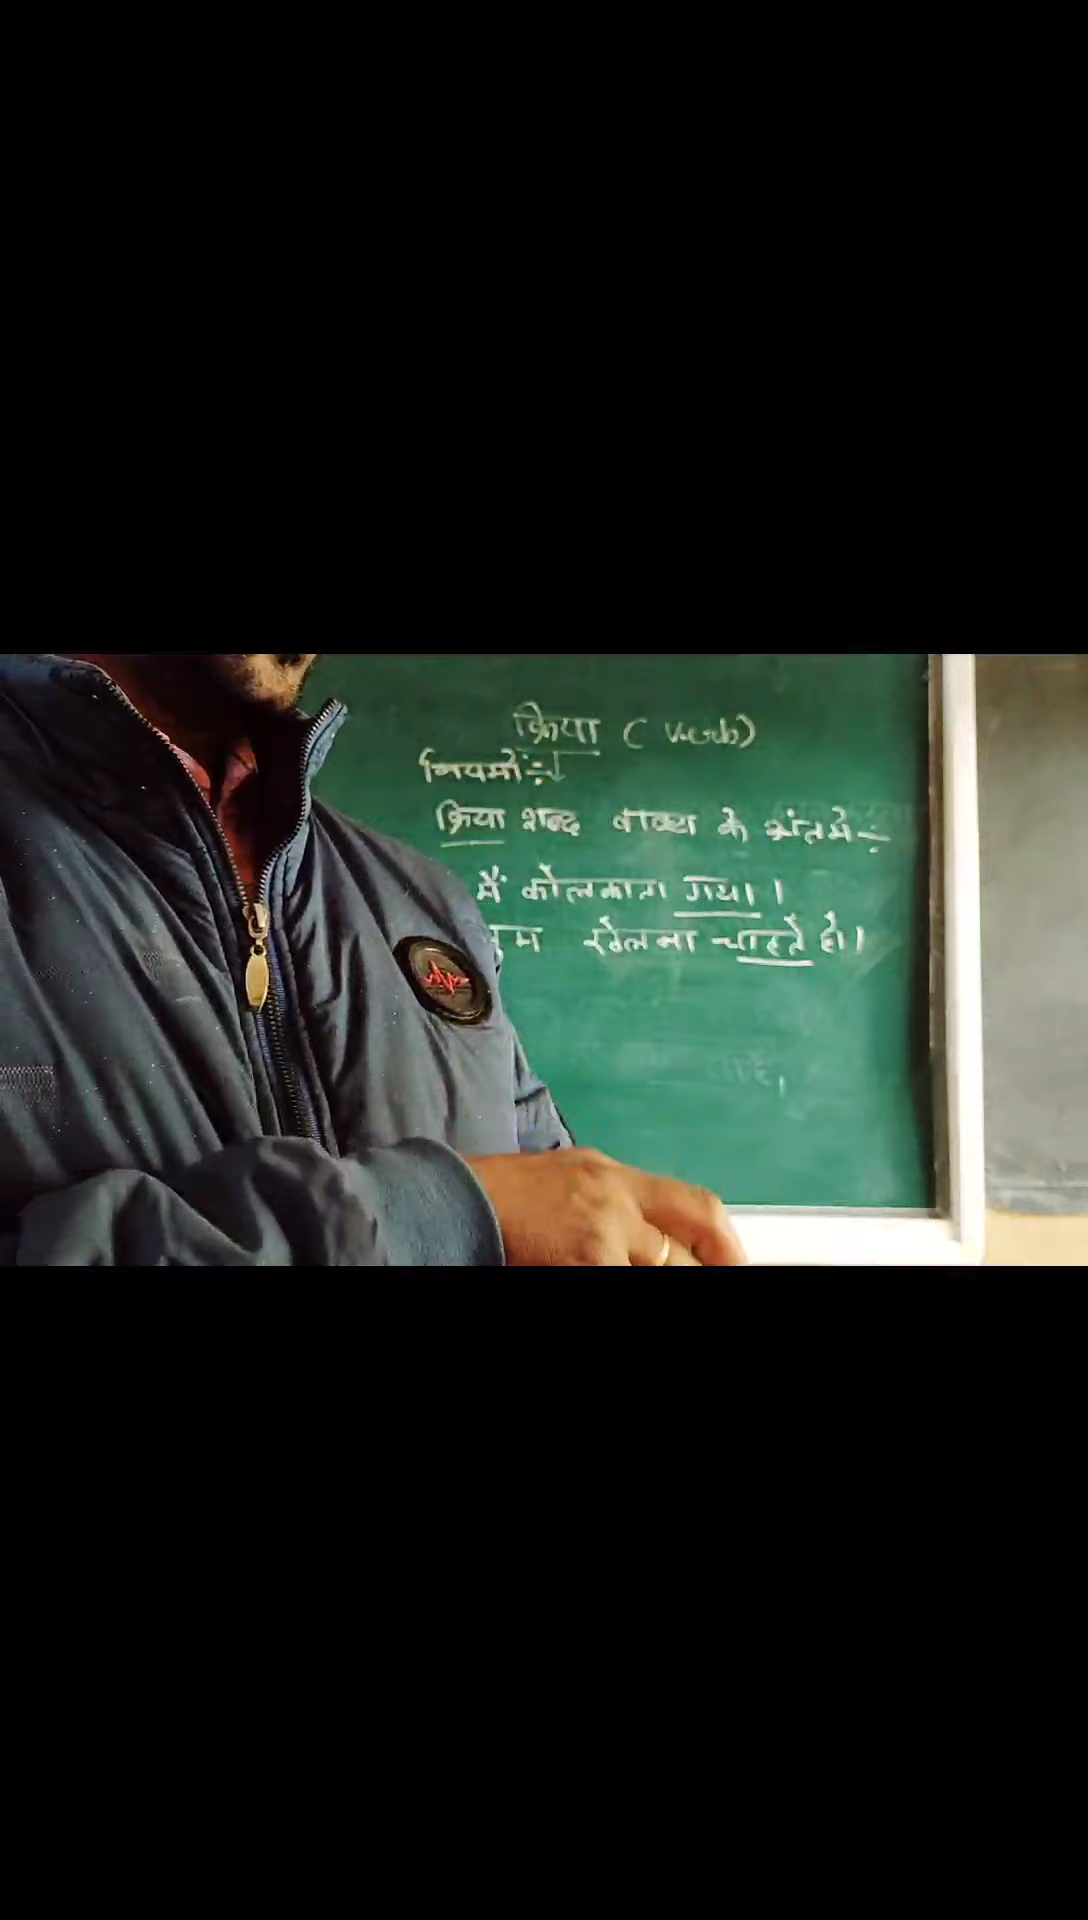 क्रिया ( Verb)
नियमों ÷↓
क्रिया शब्द वाक्य के अंत में ÷
मैं कोलकाता गया।
तुम खेलना चाहते हो।